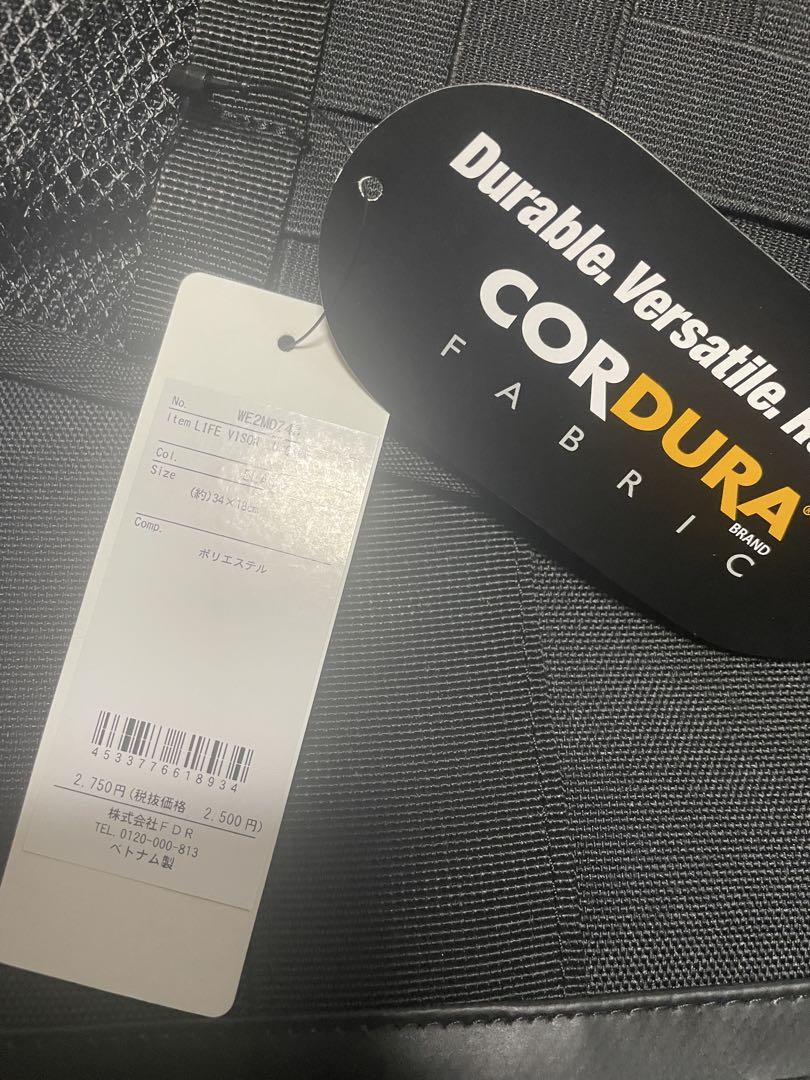 Durable. Versatile.
CORDURA®
BRAND
FABRIC
No. WE2MDZ43
Item LIFE VISOR
Col.
Size
(約)34×18cm
Comp.
ポリエステル
4533776618934
2,750円(税抜価格 2,500円)
株式会社FDR
TEL.0120-000-813
ベトナム製